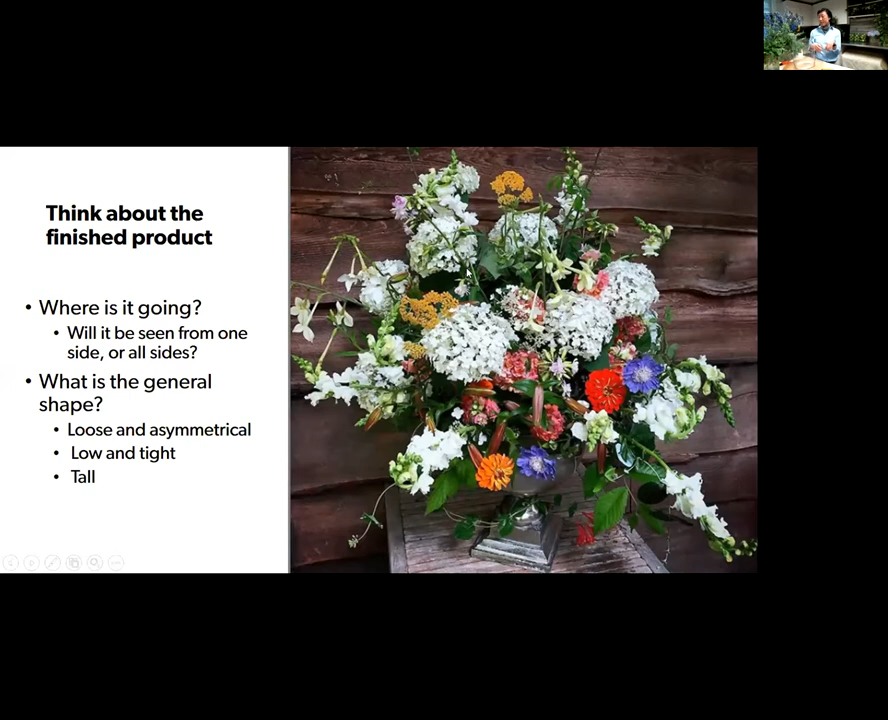 Think about the
finished product
• Where is it going?
• Will it be seen from one
side, or all sides?
• What is the general
shape?
• Loose and asymmetrical
• Low and tight
• Tall